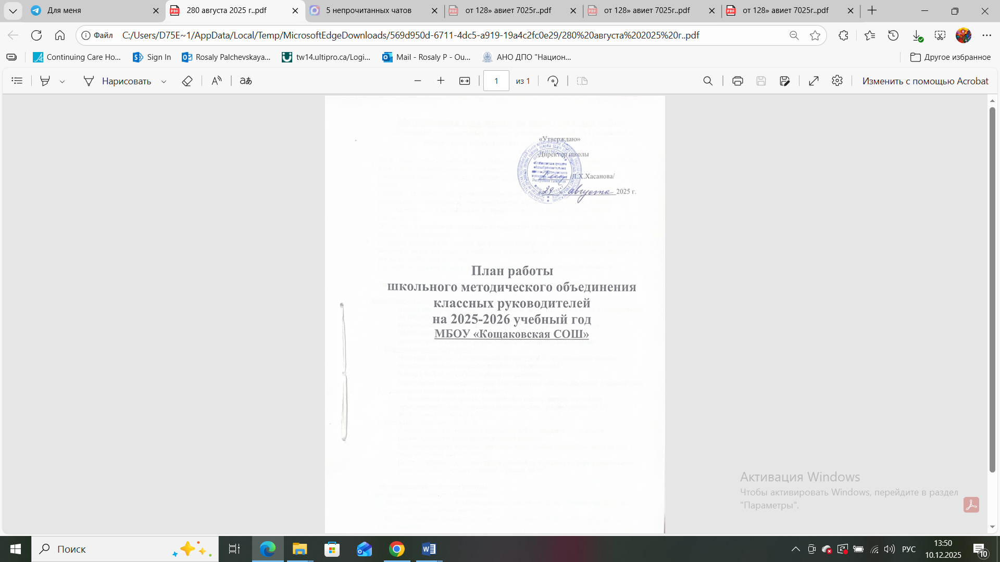 Для меня
280 августа 2025 г..pdf
5 непрочитанных чатов
от 128» авиет 7025г..pdf
от 128» авиет 7025г..pdf
от 128» авиет 7025г..pdf
Файл
C:/Users/D75E~1/AppData/Local/Temp/MicrosoftEdgeDownloads/569d950d-6711-4dc5-a919-19a4c2fc0e29/280%20августа%202025%20г..pdf
Continuing Care Ho...
Sign In
Rosaly Palchevskaya...
tw14.ultipro.ca/Logi...
Mail - Rosaly P - Ou...
АНО ДПО "Национ...
Другое избранное
Нарисовать
1
из 1
Изменить с помощью Acrobat
«Утверждаю»
Директор школы
/Л.Х.Хасанова/
«29» августа 2025 г.
План работы
школьного методического объединения
классных руководителей
на 2025-2026 учебный год
МБОУ «Кощаковская СОШ»
Активация Windows
Чтобы активировать Windows, перейдите в раздел
"Параметры".
Поиск
РУС
13:50
10.12.2025
10